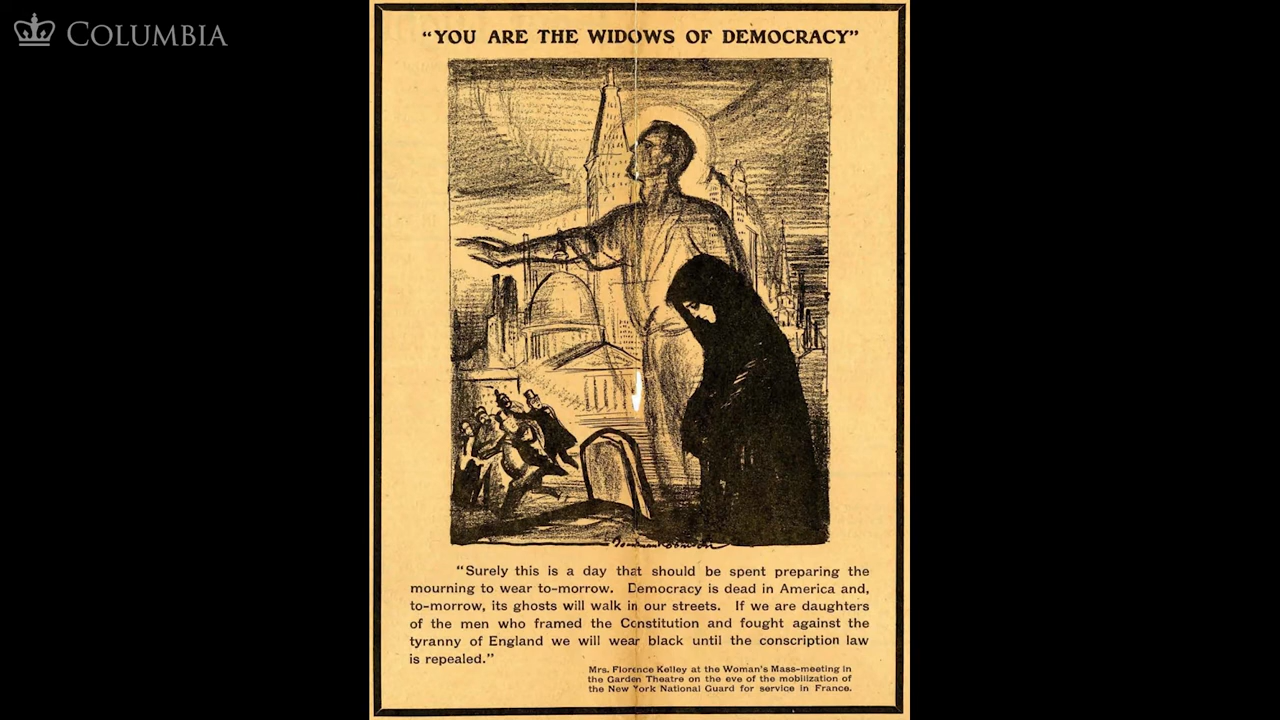 COLUMBIA
“YOU ARE THE WIDOWS OF DEMOCRACY”
“Surely this is a day that should be spent preparing the
mourning to wear to-morrow. Democracy is dead in America and,
to-morrow, its ghosts will walk in our streets. If we are daughters
of the men who framed the Constitution and fought against the
tyranny of England we will wear black until the conscription law
is repealed.”
Mrs. Florence Kelley at the Woman's Mass-meeting in
the Garden Theatre on the eve of the mobilization of
the New York National Guard for service in France.